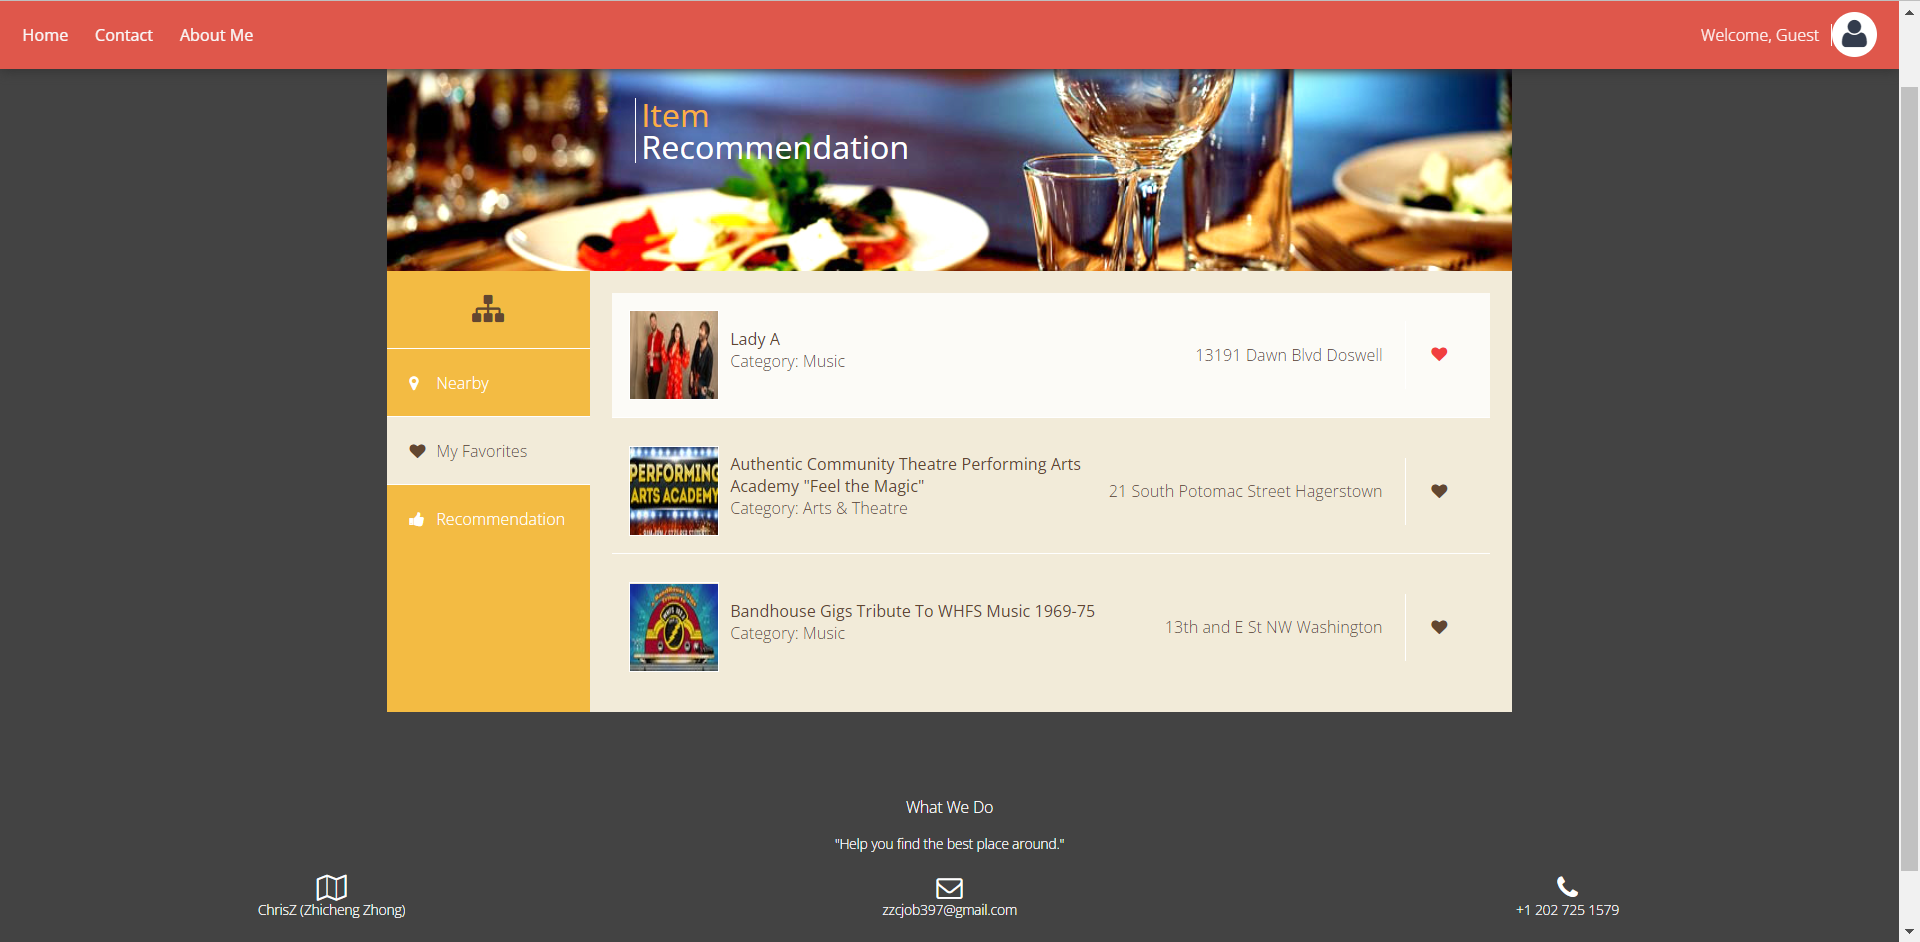 Home
Contact
About Me
Welcome, Guest
Item
Recommendation
Nearby
My Favorites
Recommendation
Lady A
Category: Music
13191 Dawn Blvd Doswell
PERFORMING
ARTS ACADEMY
Authentic Community Theatre Performing Arts
Academy "Feel the Magic"
Category: Arts & Theatre
21 South Potomac Street Hagerstown
Bandhouse Gigs Tribute To WHFS Music 1969-75
Category: Music
13th and E St NW Washington
What We Do
"Help you find the best place around."
ChrisZ (Zhicheng Zhong)
zzcjob397@gmail.com
+1 202 725 1579